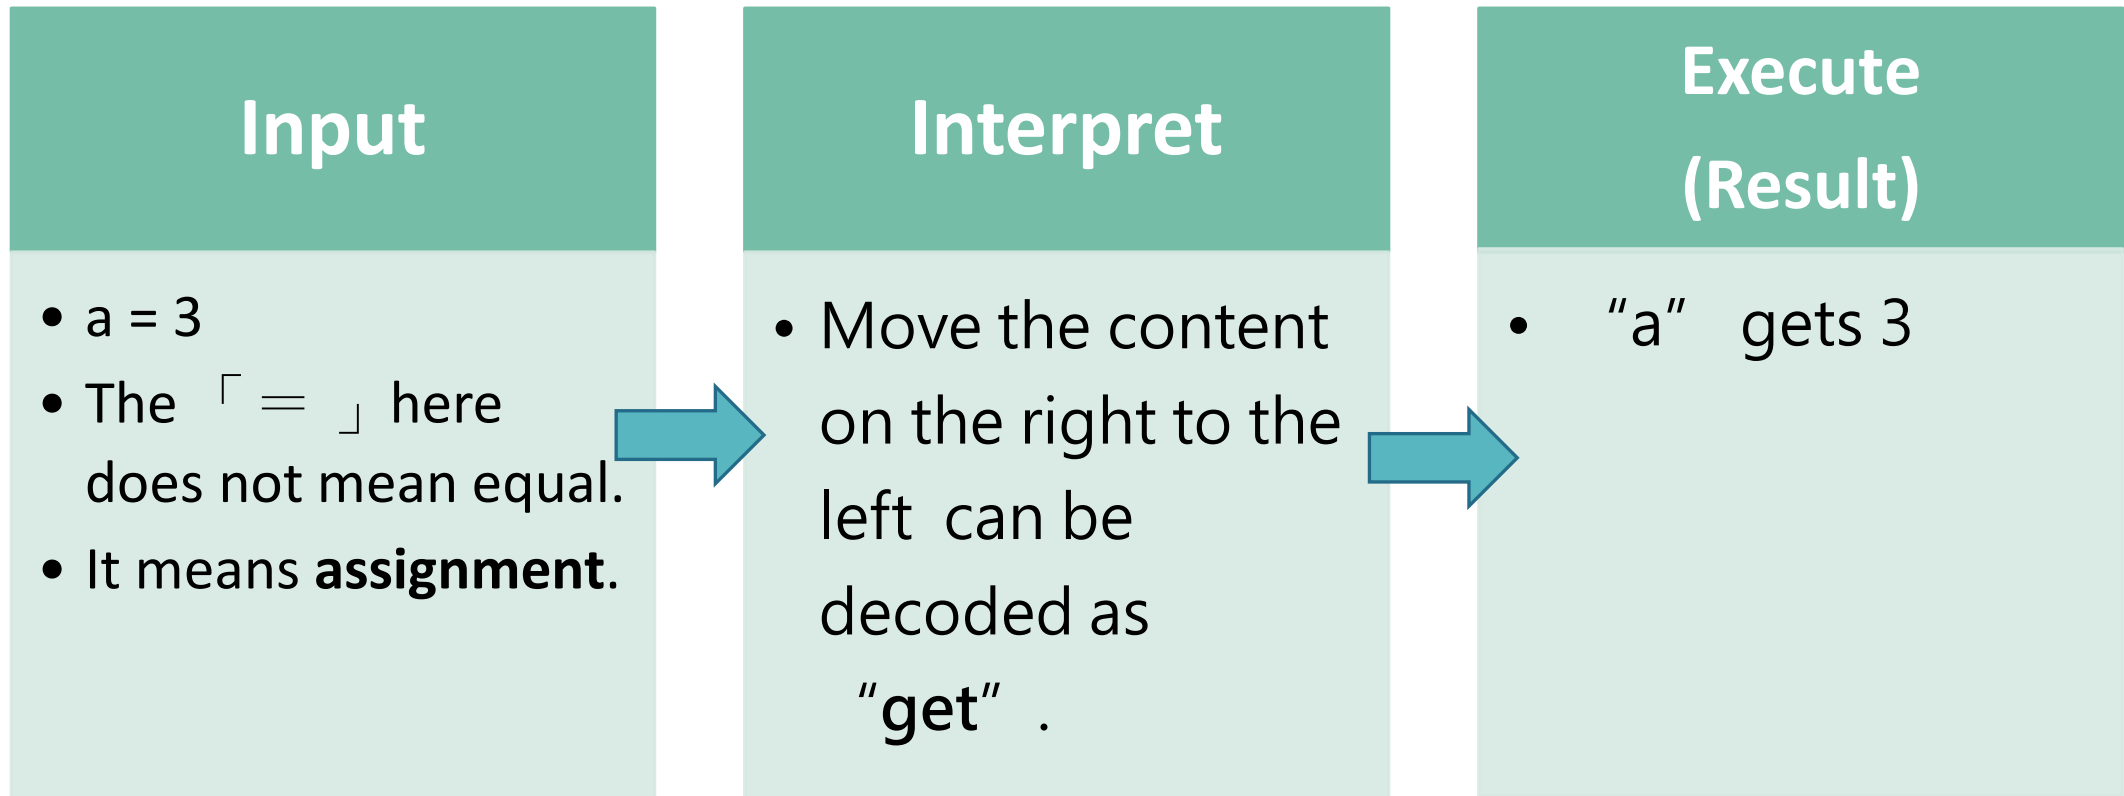 Input
• a = 3
• The「＝」here
does not mean equal.
• It means assignment.
Interpret
• Move the content
on the right to the
left can be
decoded as
“get”.
Execute
(Result)
• “a” gets 3